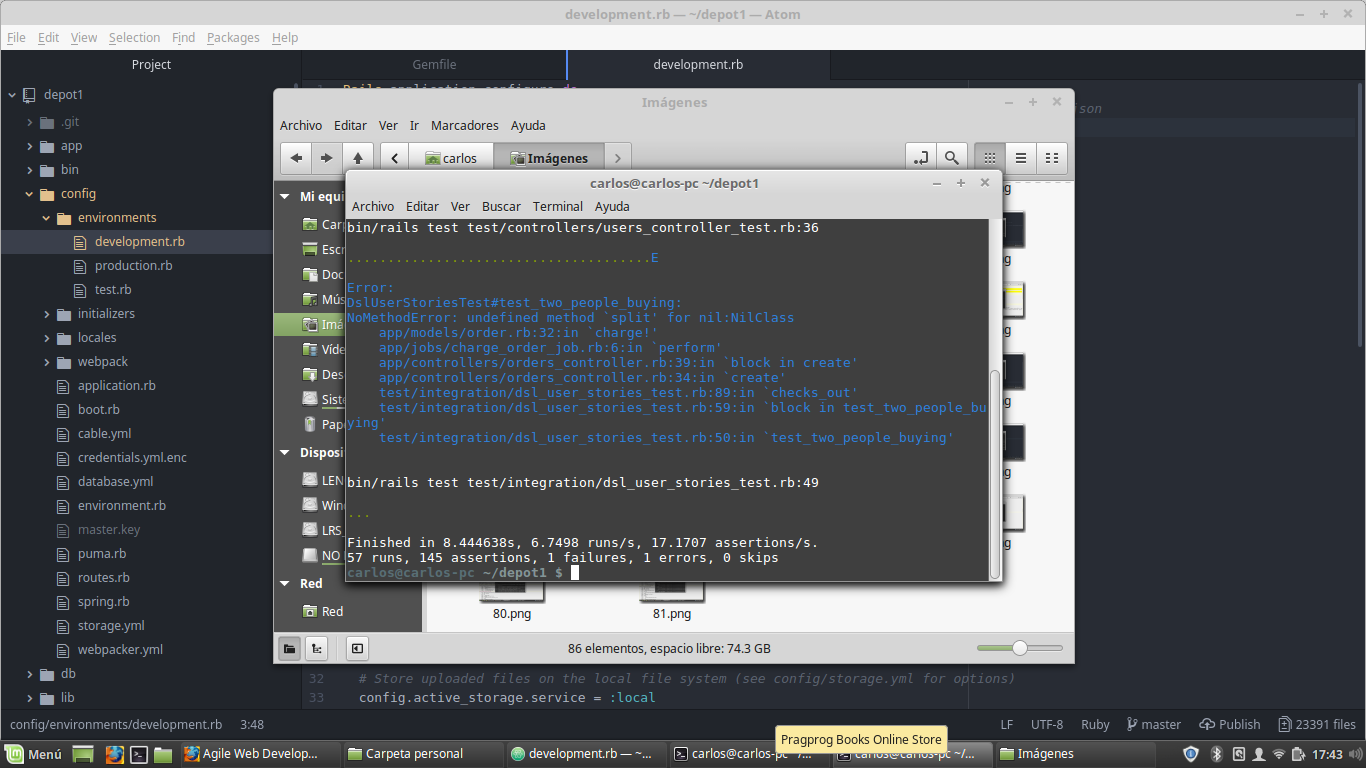 development.rb — ~/depot1 — Atom
File Edit View Selection Find Packages Help
Project
Gemfile
development.rb
depot1
.git
app
bin
config
environments
development.rb
production.rb
test.rb
initializers
locales
webpack
application.rb
boot.rb
cable.yml
credentials.yml.enc
database.yml
environment.rb
master.key
puma.rb
routes.rb
spring.rb
storage.yml
webpacker.yml
db
lib
Imágenes
Archivo Editar Ver Ir Marcadores Ayuda
carlos Imágenes
Mi equi
Car
Escr
Doc
Mús
Imá
Víde
Des
Siste
Pape
Disposi
LEN
Win
LRS
NO
Red
Red
carlos@carlos-pc ~/depot1
Archivo Editar Ver Buscar Terminal Ayuda
bin/rails test test/controllers/users_controller_test.rb:36
......................................E
Error:
DslUserStoriesTest#test_two_people_buying:
NoMethodError: undefined method `split' for nil:NilClass
app/models/order.rb:32:in `charge!'
app/jobs/charge_order_job.rb:6:in `perform'
app/controllers/orders_controller.rb:39:in `block in create'
app/controllers/orders_controller.rb:34:in `create'
test/integration/dsl_user_stories_test.rb:89:in `checks_out'
test/integration/dsl_user_stories_test.rb:59:in `block in test_two_people_bu
ying'
test/integration/dsl_user_stories_test.rb:50:in `test_two_people_buying'
bin/rails test test/integration/dsl_user_stories_test.rb:49
...
Finished in 8.444638s, 6.7498 runs/s, 17.1707 assertions/s.
57 runs, 145 assertions, 1 failures, 1 errors, 0 skips
carlos@carlos-pc ~/depot1 $
80.png
81.png
86 elementos, espacio libre: 74.3 GB
32 # Store uploaded files on the local file system (see config/storage.yml for options)
33 config.active_storage.service = :local
config/environments/development.rb 3:48
LF UTF-8 Ruby master Publish 23391 files
Pragprog Books Online Store
Menú
Agile Web Develop...
Carpeta personal
development.rb — ~...
carlos@carlos-pc ~/...
carlos@carlos-pc ~/...
Imágenes
17:43